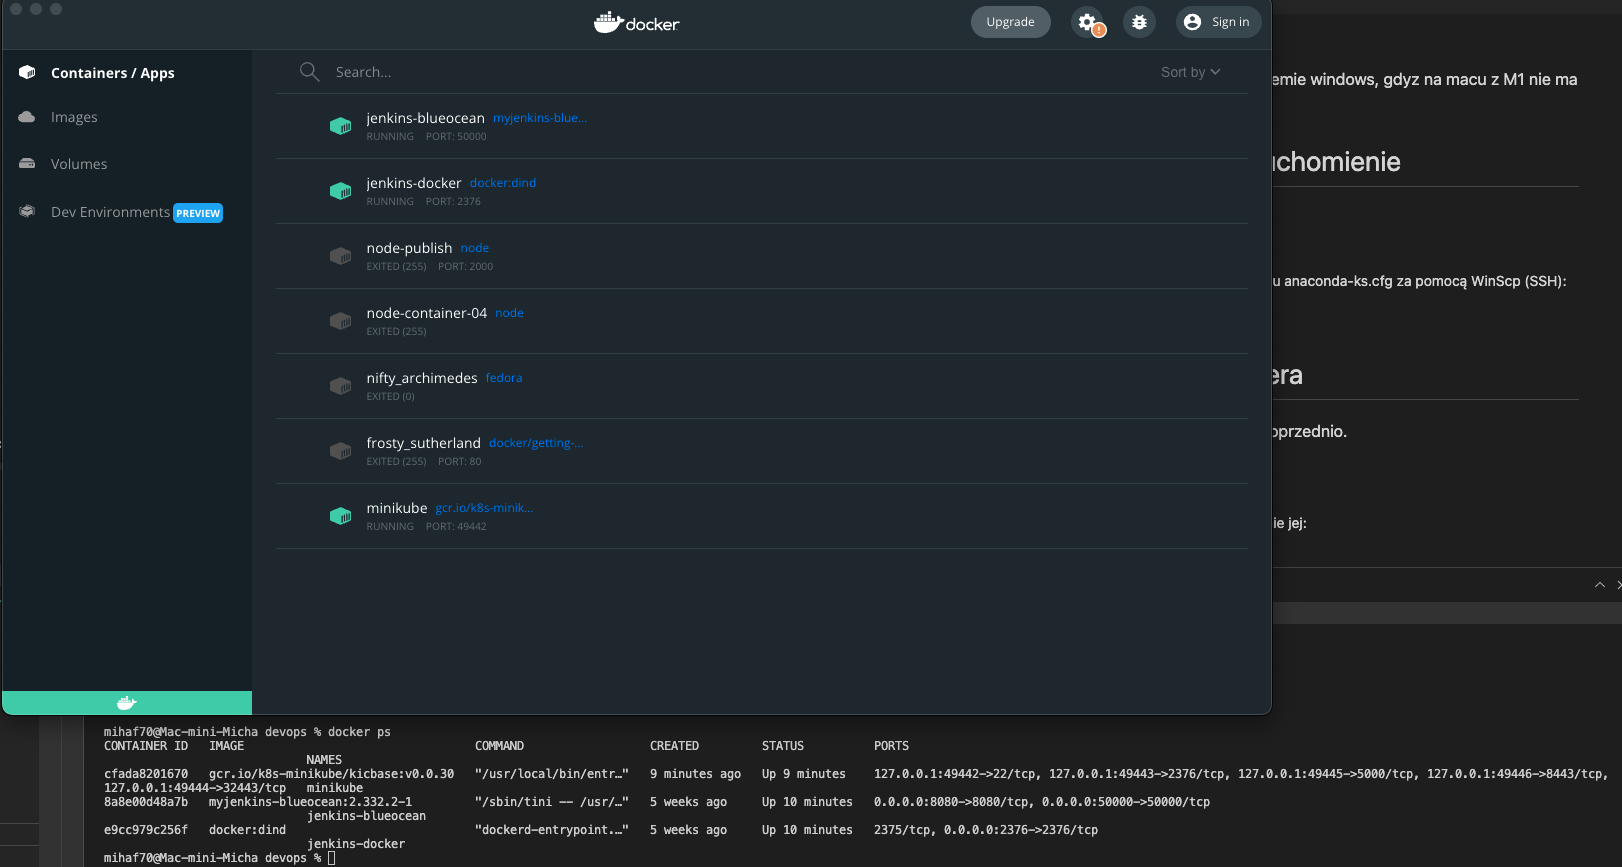 docker
Upgrade
Sign in
Containers / Apps
Images
Volumes
Dev Environments PREVIEW
Search...
Sort by
jenkins-blueocean myjenkins-blue...
RUNNING PORT: 50000
jenkins-docker docker:dind
RUNNING PORT: 2376
node-publish node
EXITED (255) PORT: 2000
node-container-04 node
EXITED (255)
nifty_archimedes fedora
EXITED (0)
frosty_sutherland docker/getting-...
EXITED (255) PORT: 80
minikube gcr.io/k8s-minik...
RUNNING PORT: 49442
emie windows, gdyz na macu z M1 nie ma
uchomienie
u anaconda-ks.cfg za pomocą WinScp (SSH):
era
oprzednio.
ie jej:
mihaf70@Mac-mini-Micha devops % docker ps
CONTAINER ID IMAGE COMMAND CREATED STATUS PORTS
NAMES
cfada8201670 gcr.io/k8s-minikube/kicbase:v0.0.30 "/usr/local/bin/entr…" 9 minutes ago Up 9 minutes 127.0.0.1:49442->22/tcp, 127.0.0.1:49443->2376/tcp, 127.0.0.1:49445->5000/tcp, 127.0.0.1:49446->8443/tcp,
127.0.0.1:49444->32443/tcp minikube
8a8e00d48a7b myjenkins-blueocean:2.332.2-1 "/sbin/tini -- /usr/…" 5 weeks ago Up 10 minutes 0.0.0.0:8080->8080/tcp, 0.0.0.0:50000->50000/tcp
jenkins-blueocean
e9cc979c256f docker:dind "dockerd-entrypoint.…" 5 weeks ago Up 10 minutes 2375/tcp, 0.0.0.0:2376->2376/tcp
jenkins-docker
mihaf70@Mac-mini-Micha devops %